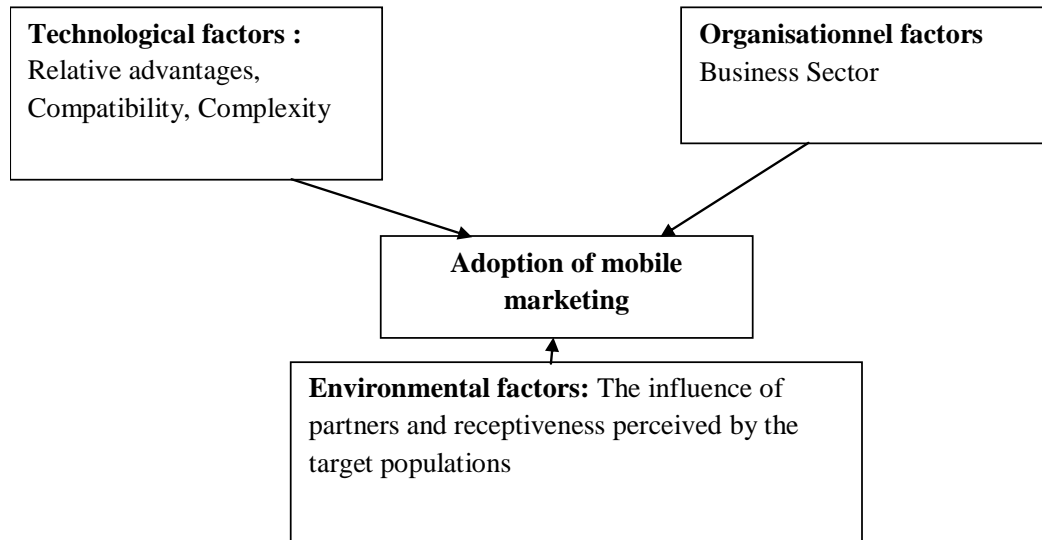 Technological factors :
Relative advantages,
Compatibility, Complexity
Organisationnel factors
Business Sector
Adoption of mobile
marketing
Environmental factors: The influence of
partners and receptiveness perceived by the
target populations